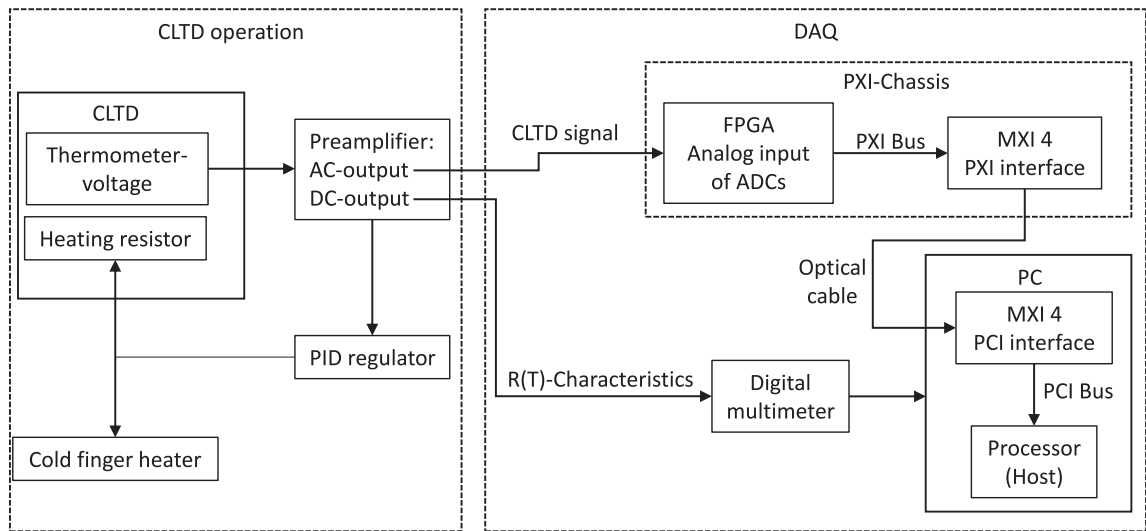 CLTD operation
CLTD
Thermometer-
voltage
Heating resistor
Preamplifier:
AC-output
DC-output
PID regulator
Cold finger heater
DAQ
PXI-Chassis
CLTD signal
FPGA
Analog input
of ADCs
PXI Bus
MXI 4
PXI interface
Optical
cable
PC
MXI 4
PCI interface
PCI Bus
Processor
(Host)
R(T)-Characteristics
Digital
multimeter